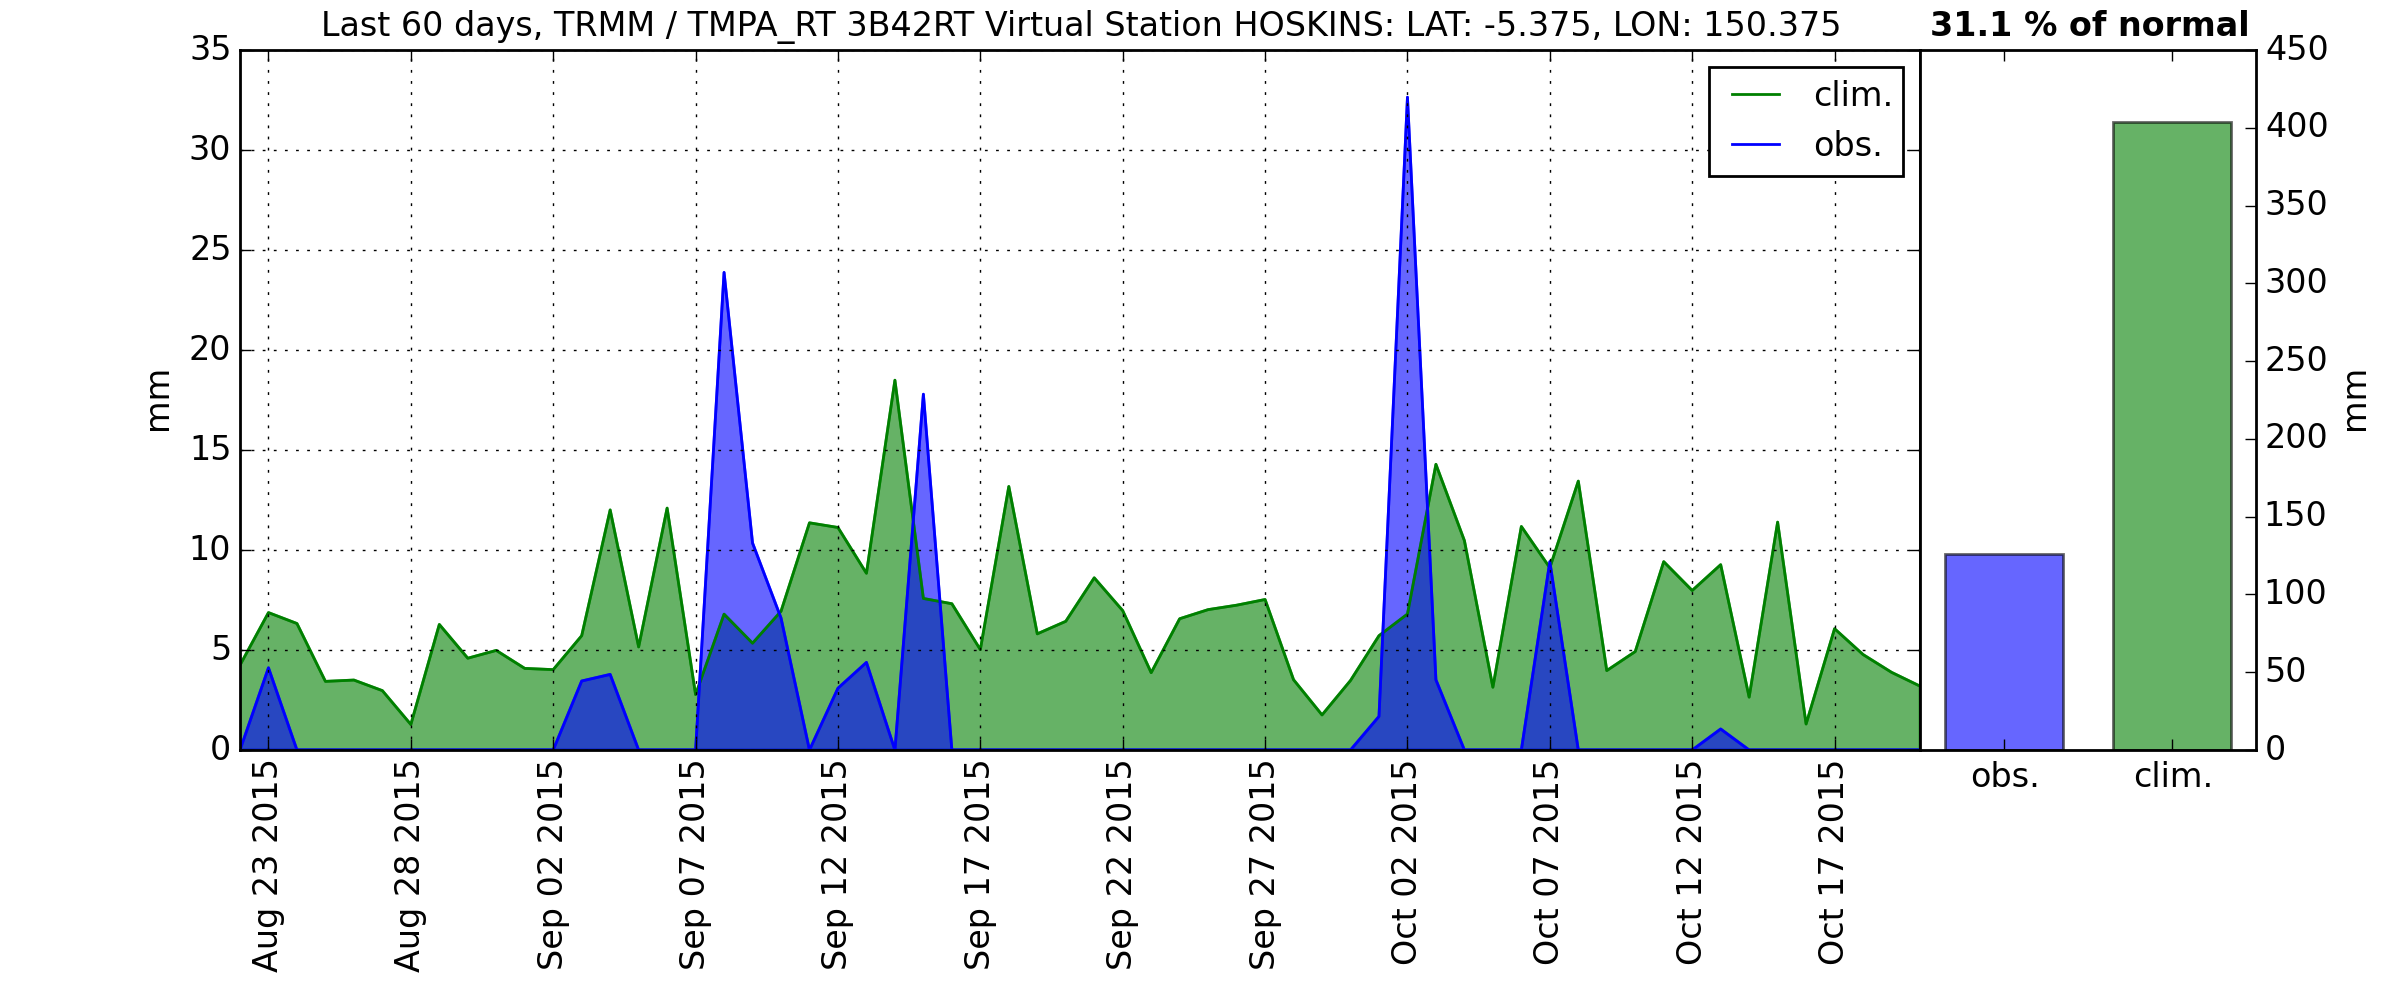 Last 60 days, TRMM / TMPA_RT 3B42RT Virtual Station HOSKINS: LAT: -5.375, LON: 150.375
31.1 % of normal
35
30
25
20
15
10
5
0
mm
clim.
obs.
Aug 23 2015
Aug 28 2015
Sep 02 2015
Sep 07 2015
Sep 12 2015
Sep 17 2015
Sep 22 2015
Sep 27 2015
Oct 02 2015
Oct 07 2015
Oct 12 2015
Oct 17 2015
450
400
350
300
250
200
150
100
50
0
mm
obs.
clim.